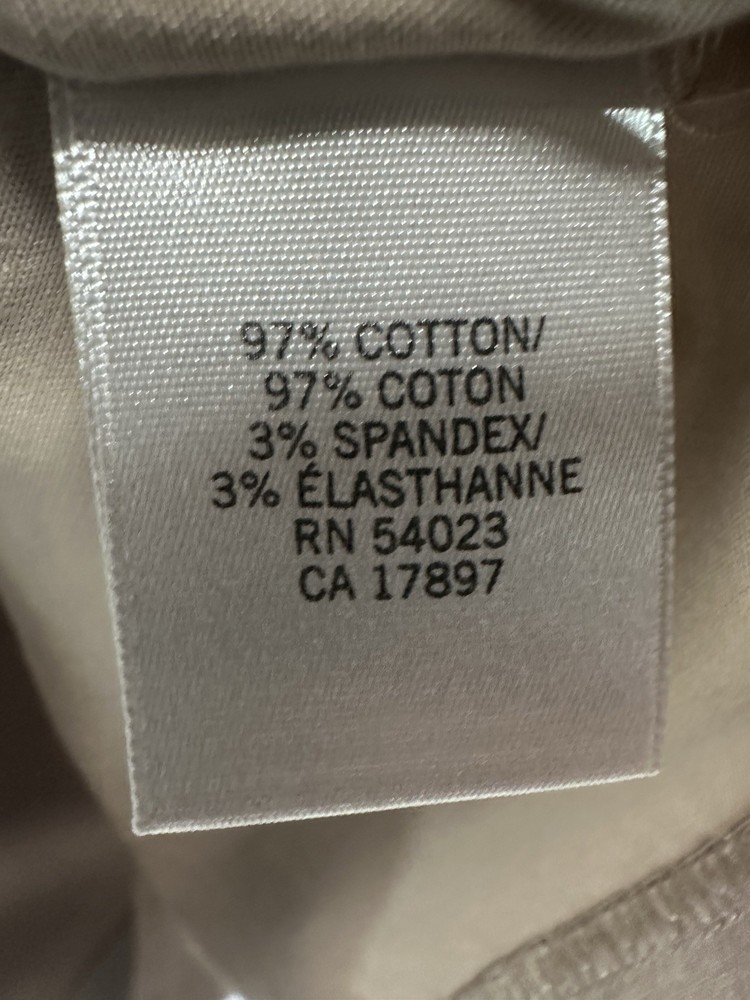 97% COTTON/
97% COTON
3% SPANDEX/
3% ÉLASTHANNE
RN 54023
CA 17897